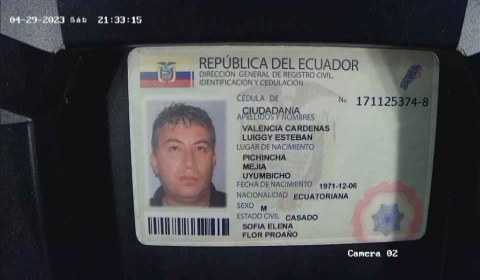 04-29-2023 Sáb 21:33:15
REPÚBLICA DEL ECUADOR
DIRECCIÓN GENERAL DE REGISTRO CIVIL,
IDENTIFICACIÓN Y CEDULACIÓN
CÉDULA DE No 171125374-8
CIUDADANÍA
APELLIDOS Y NOMBRES
VALENCIA CARDENAS
LUIGGY ESTEBAN
LUGAR DE NACIMIENTO
PICHINCHA
MEJIA
UYUMBICHO
FECHA DE NACIMIENTO 1971-12-06
NACIONALIDAD ECUATORIANA
SEXO M
ESTADO CIVIL CASADO
SOFIA ELENA
FLOR PROAÑO
Camera 02